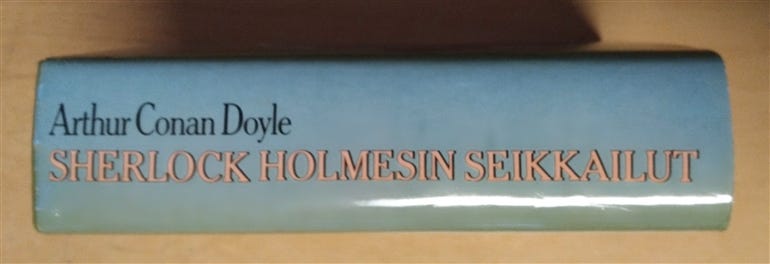 Arthur Conan Doyle
SHERLOCK HOLMESIN SEIKKAILUT